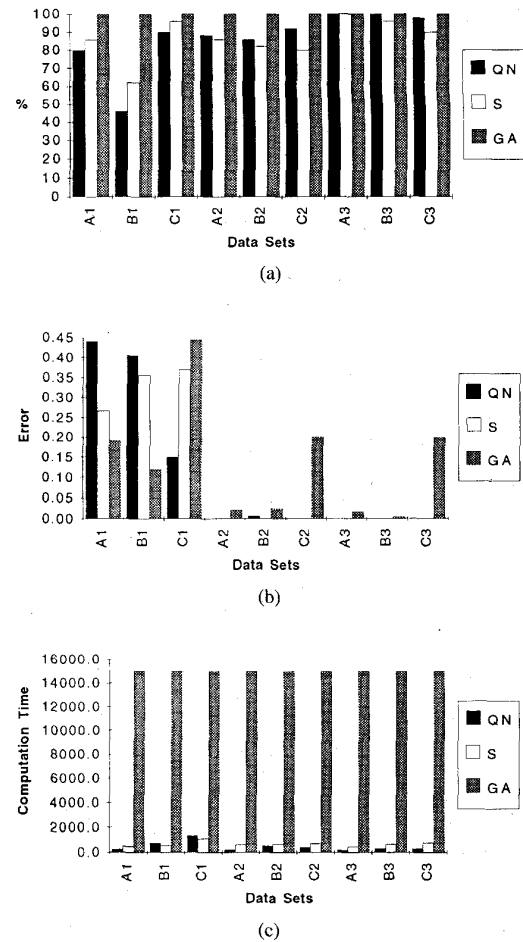 100
90
80
70
60
50
40
30
20
10
0
%
A1 B1 C1 A2 B2 C2 A3 B3 C3
Data Sets
QN
S
GA
(a)
0.45
0.40
0.35
0.30
0.25
0.20
0.15
0.10
0.05
0.00
Error
A1 B1 C1 A2 B2 C2 A3 B3 C3
Data Sets
QN
S
GA
(b)
16000.0
14000.0
12000.0
10000.0
8000.0
6000.0
4000.0
2000.0
0.0
Computation Time
A1 B1 C1 A2 B2 C2 A3 B3 C3
Data Sets
QN
S
GA
(c)